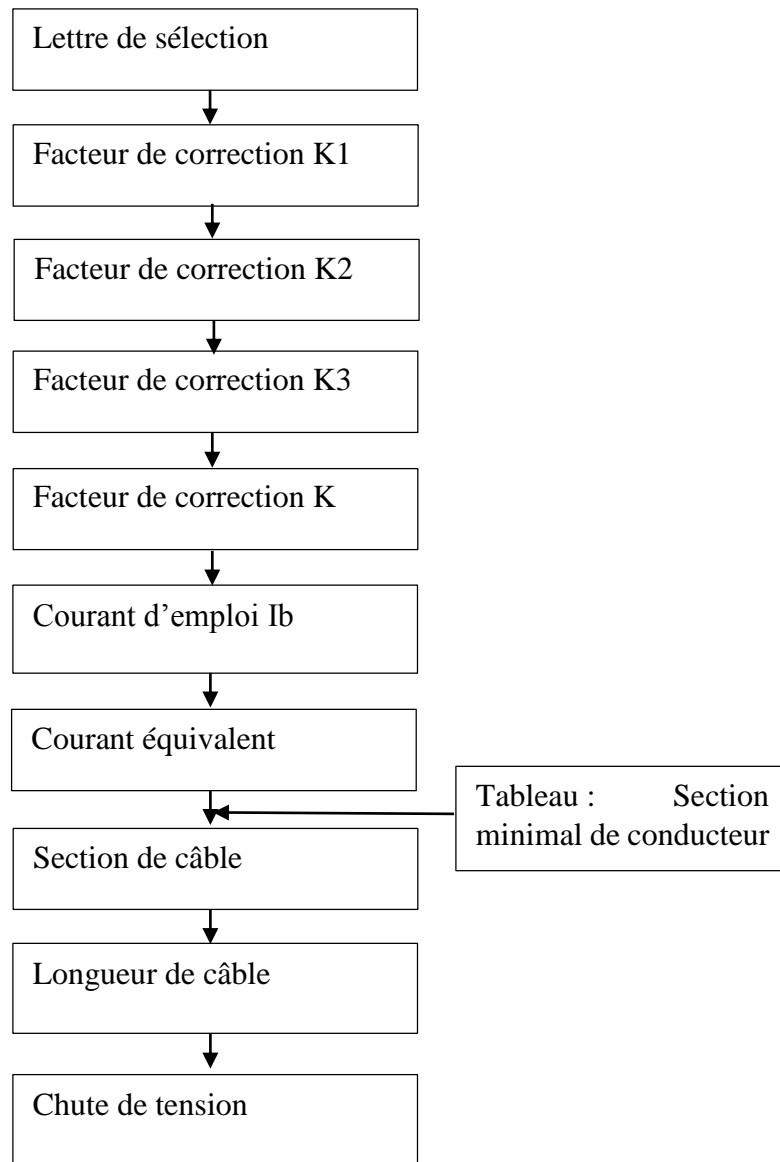 Lettre de sélection
Facteur de correction K1
Facteur de correction K2
Facteur de correction K3
Facteur de correction K
Courant d’emploi Ib
Courant équivalent
Tableau : Section
minimal de conducteur
Section de câble
Longueur de câble
Chute de tension